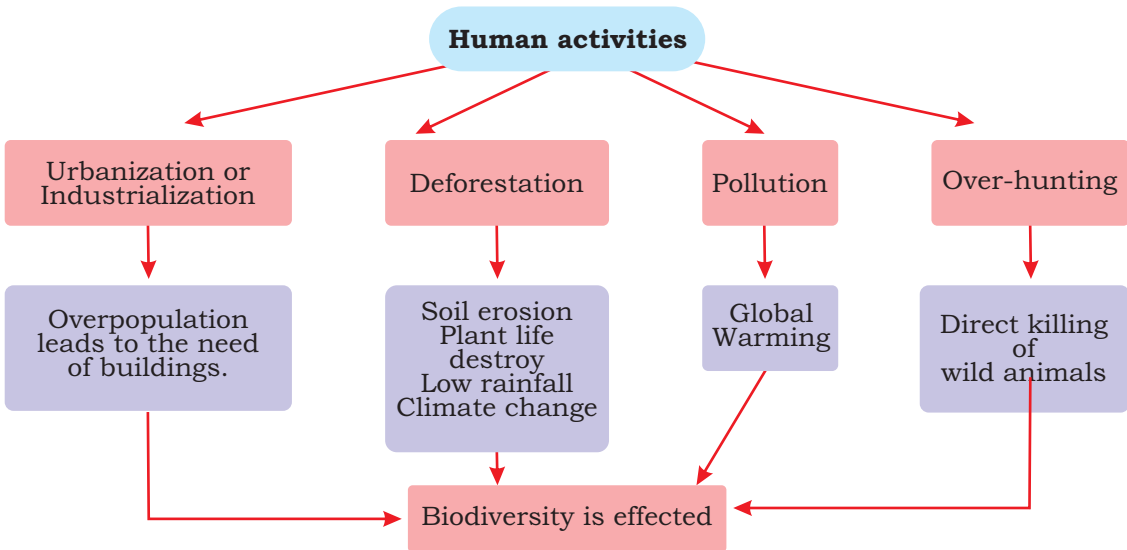 Human activities
Urbanization or
Industrialization
Deforestation
Pollution
Over-hunting
Overpopulation
leads to the need
of buildings.
Soil erosion
Plant life
destroy
Low rainfall
Climate change
Global
Warming
Direct killing
of
wild animals
Biodiversity is effected